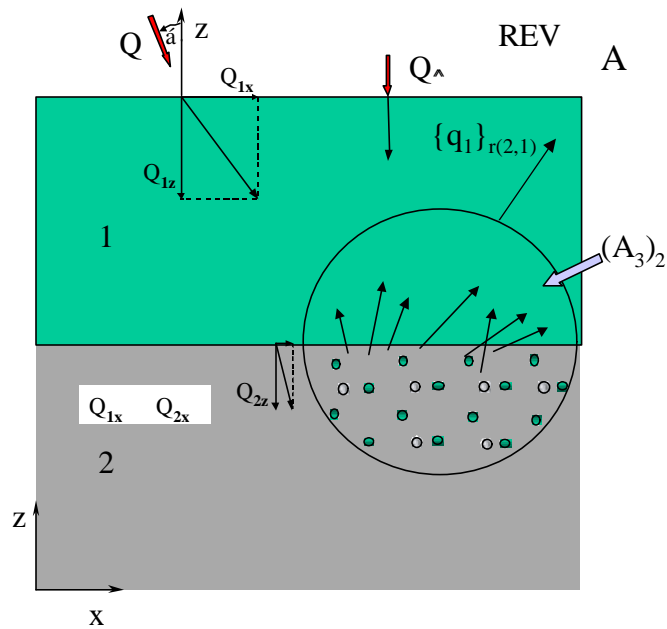 REV
A
Q
á
z
Q1x
Q^
{q1}r(2,1)
Q1z
1
(A3)2
Q2z
Q1x Q2x
2
z
x